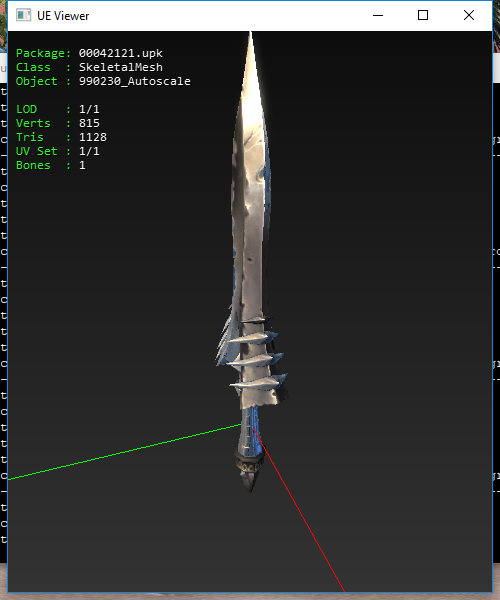 UE Viewer
Package: 00042121.upk
Class  : SkeletalMesh
Object : 990230_Autoscale
LOD    : 1/1
Verts  : 815
Tris   : 1128
UV Set : 1/1
Bones  : 1